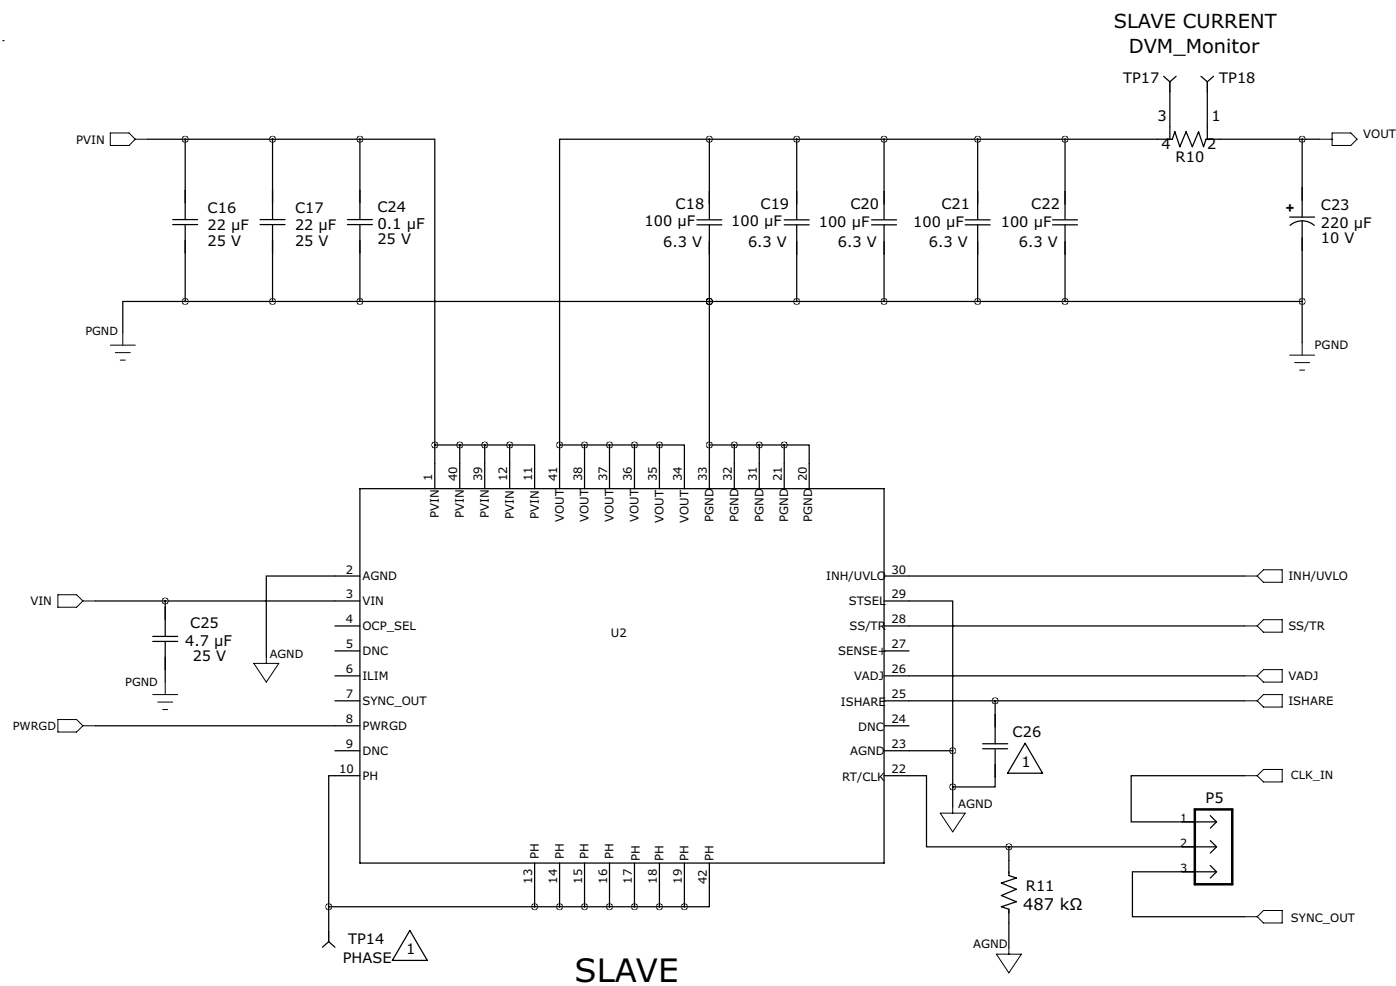 SLAVE CURRENT
DVM_Monitor
TP17
TP18
3
1
PVIN
4
2
R10
VOUT
C16
22 µF
25 V
C17
22 µF
25 V
C24
0.1 µF
25 V
C18
100 µF
6.3 V
C19
100 µF
6.3 V
C20
100 µF
6.3 V
C21
100 µF
6.3 V
C22
100 µF
6.3 V
+
C23
220 µF
10 V
PGND
PGND
1
40
39
12
11
41
38
37
36
35
34
33
32
31
21
20
PVIN
PVIN
PVIN
PVIN
PVIN
VOUT
VOUT
VOUT
VOUT
VOUT
VOUT
PGND
PGND
PGND
PGND
PGND
U2
2 AGND
VIN
3 VIN
4 OCP_SEL
5 DNC
6 ILIM
7 SYNC_OUT
PWRGD
8 PWRGD
9 DNC
10 PH
C25
4.7 µF
25 V
PGND
AGND
INH/UVLO 30
INH/UVLO
STSEL 29
SS/TR 28
SS/TR
SENSE+ 27
VADJ 26
VADJ
ISHARE 25
ISHARE
DNC 24
AGND 23
RT/CLK 22
C26
1
AGND
CLK_IN
P5
1
2
3
SYNC_OUT
R11
487 kΩ
AGND
PH
PH
PH
PH
PH
PH
PH
PH
13
14
15
16
17
18
19
42
TP14
PHASE
1
SLAVE